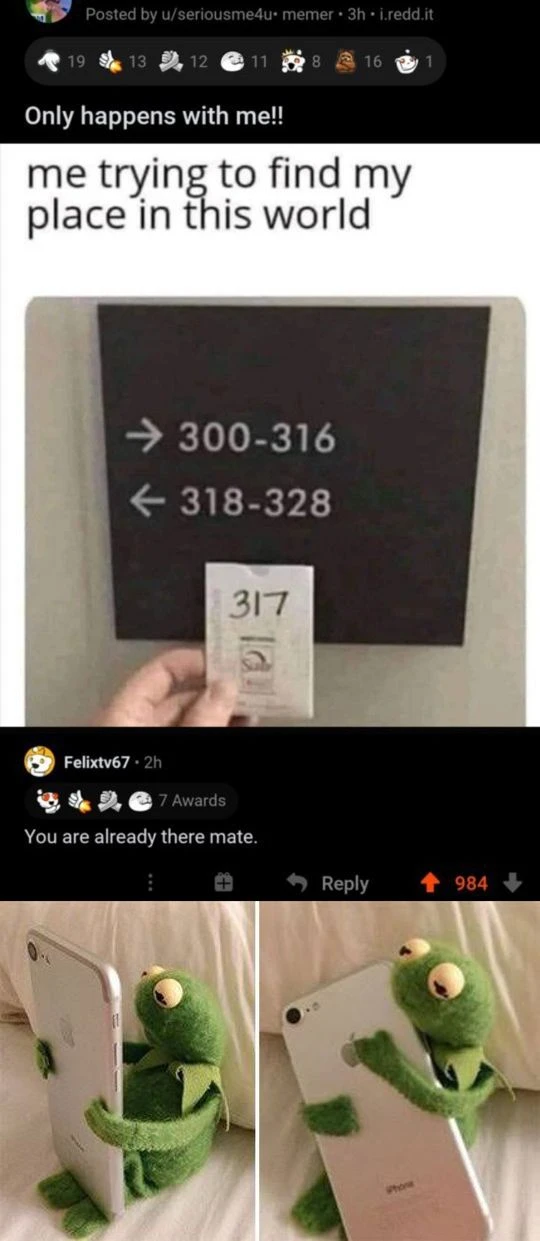 Posted by u/seriousme4u• memer • 3h • i.redd.it
19 13 12 11 8 16 1
Only happens with me!!
me trying to find my
place in this world
→ 300-316
← 318-328
317
Felixtv67 • 2h
7 Awards
You are already there mate.
Reply 984
iPhone